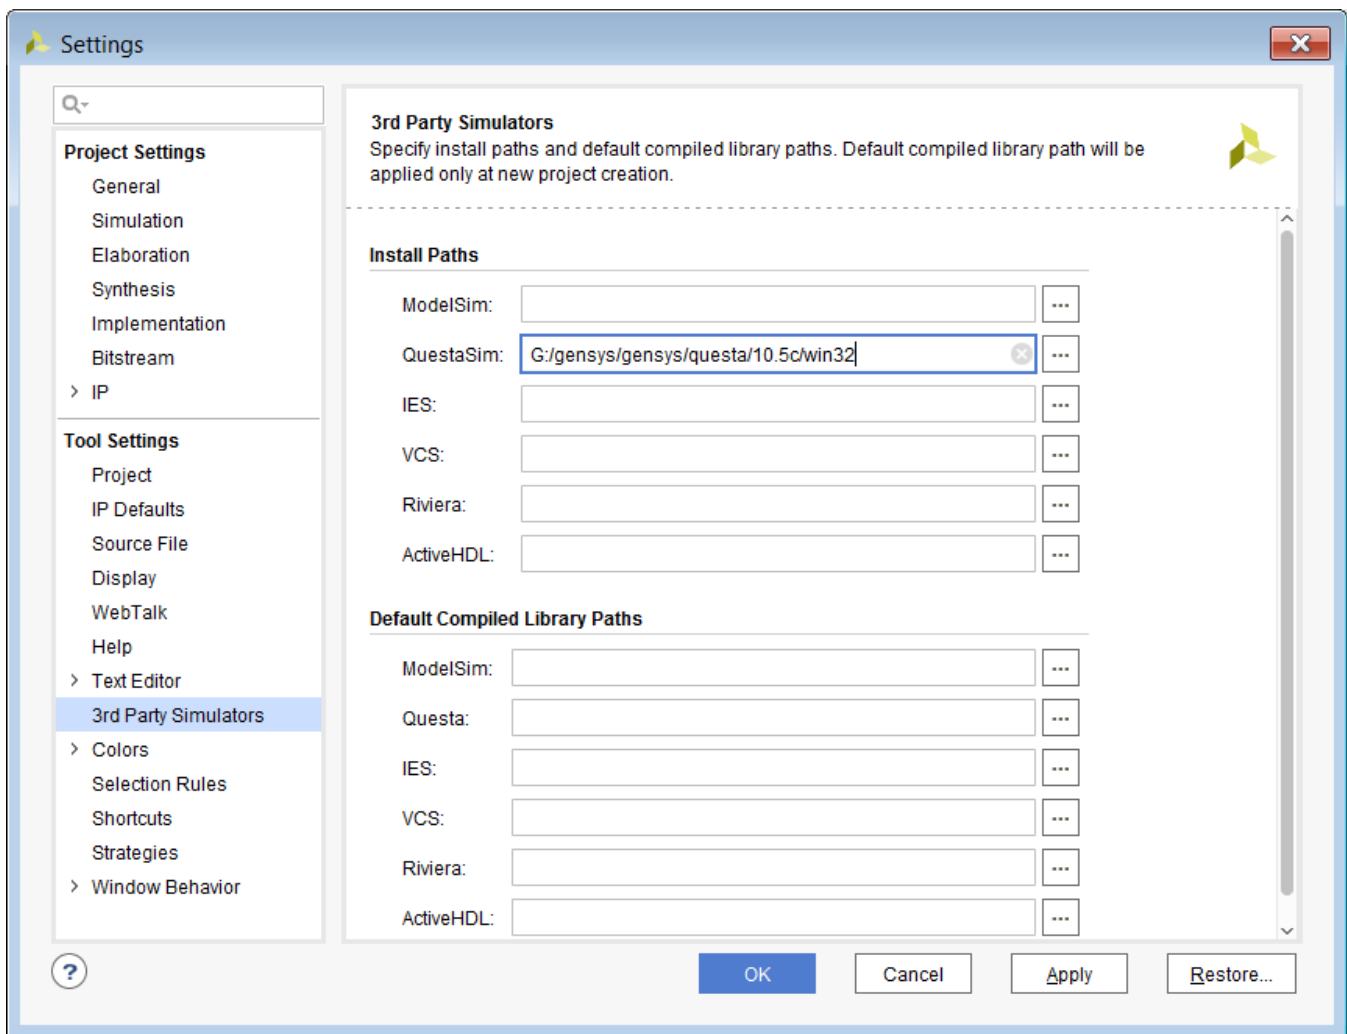 Settings
Project Settings
General
Simulation
Elaboration
Synthesis
Implementation
Bitstream
> IP
Tool Settings
Project
IP Defaults
Source File
Display
WebTalk
Help
> Text Editor
3rd Party Simulators
> Colors
Selection Rules
Shortcuts
Strategies
> Window Behavior
3rd Party Simulators
Specify install paths and default compiled library paths. Default compiled library path will be
applied only at new project creation.
Install Paths
ModelSim: ...
QuestaSim: G:/gensys/gensys/questa/10.5c/win32 ...
IES: ...
VCS: ...
Riviera: ...
ActiveHDL: ...
Default Compiled Library Paths
ModelSim: ...
Questa: ...
IES: ...
VCS: ...
Riviera: ...
ActiveHDL: ...
? OK Cancel Apply Restore...